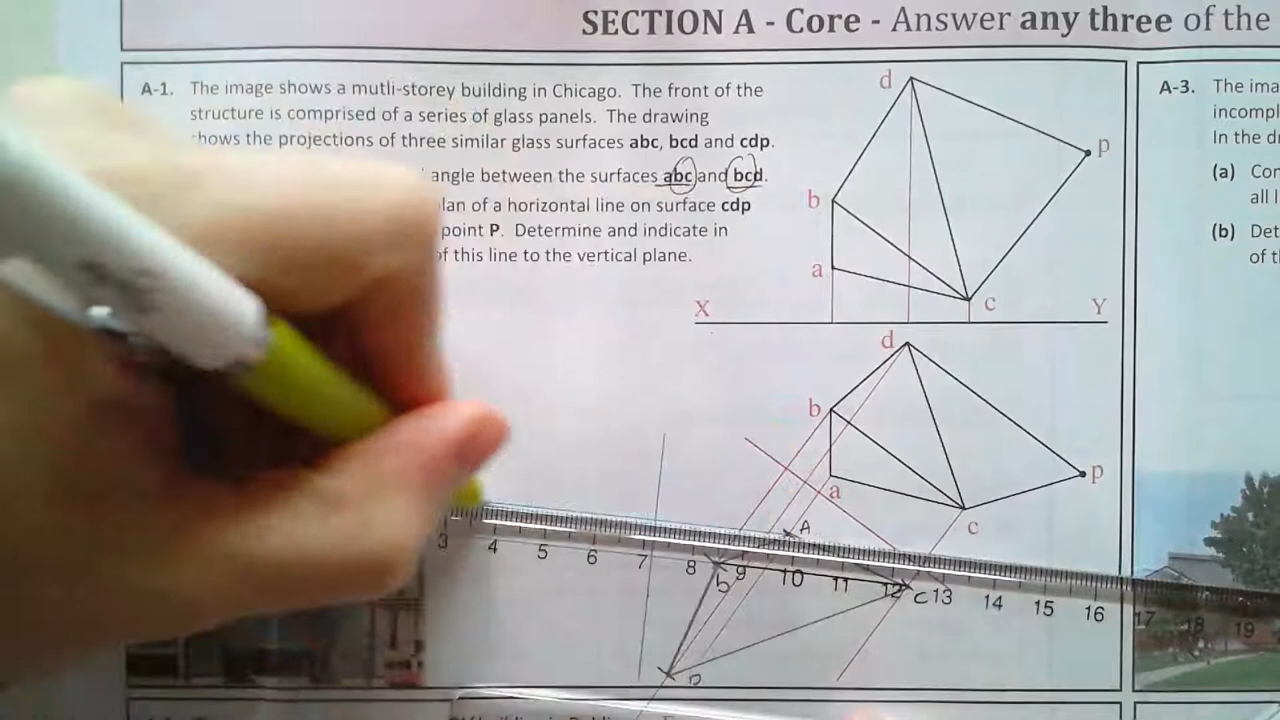 SECTION A - Core - Answer any three of the
A-1. The image shows a mutli-storey building in Chicago. The front of the
structure is comprised of a series of glass panels. The drawing
hows the projections of three similar glass surfaces abc, bcd and cdp.
angle between the surfaces abc and bcd.
lan of a horizontal line on surface cdp
point P. Determine and indicate in
of this line to the vertical plane.
d
p
b
a
c
X
Y
d
b
p
a
c
A
b
c
D
3 4 5 6 7 8 9 10 11 12 13 14 15 16 17 18 19
A-3. The ima
incompl
In the d
(a) Con
all
(b) Det
of t